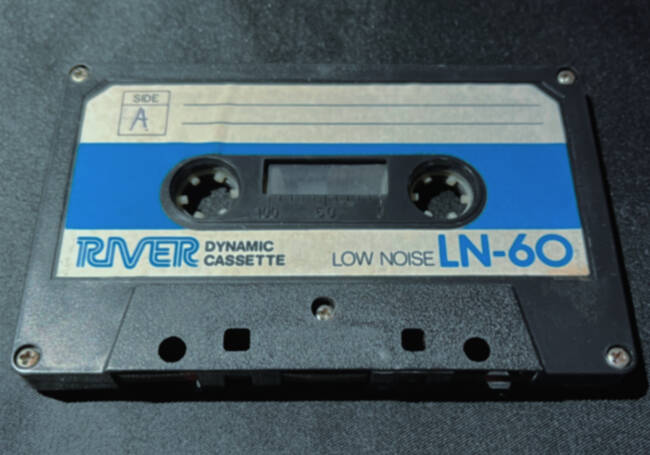 SIDE
A
100 50
RIVER DYNAMIC CASSETTE LOW NOISE LN-60